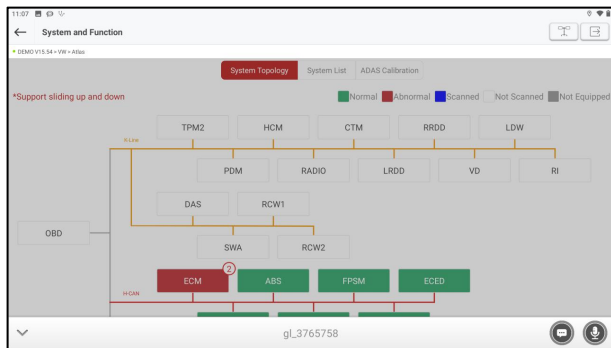 11:07
System and Function
DEMO V15.54 > VW > Atlas
System Topology System List ADAS Calibration
*Support sliding up and down Normal Abnormal Scanned Not Scanned Not Equipped
TPM2 HCM CTM RRDD LDW
K-Line
PDM RADIO LRDD VD RI
DAS RCW1
OBD
SWA RCW2
2
ECM ABS FPSM ECED
H-CAN
gl_3765758